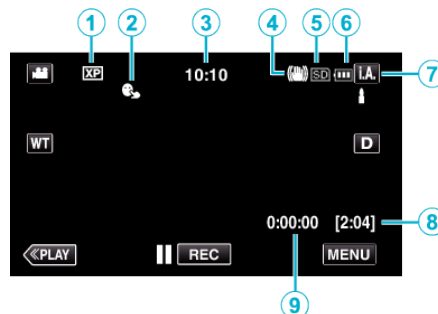 1 2 3 4 5 6
XP 10:10 SD I.A. 7
WT D
0:00:00 [2:04] 8
≪PLAY REC MENU
9